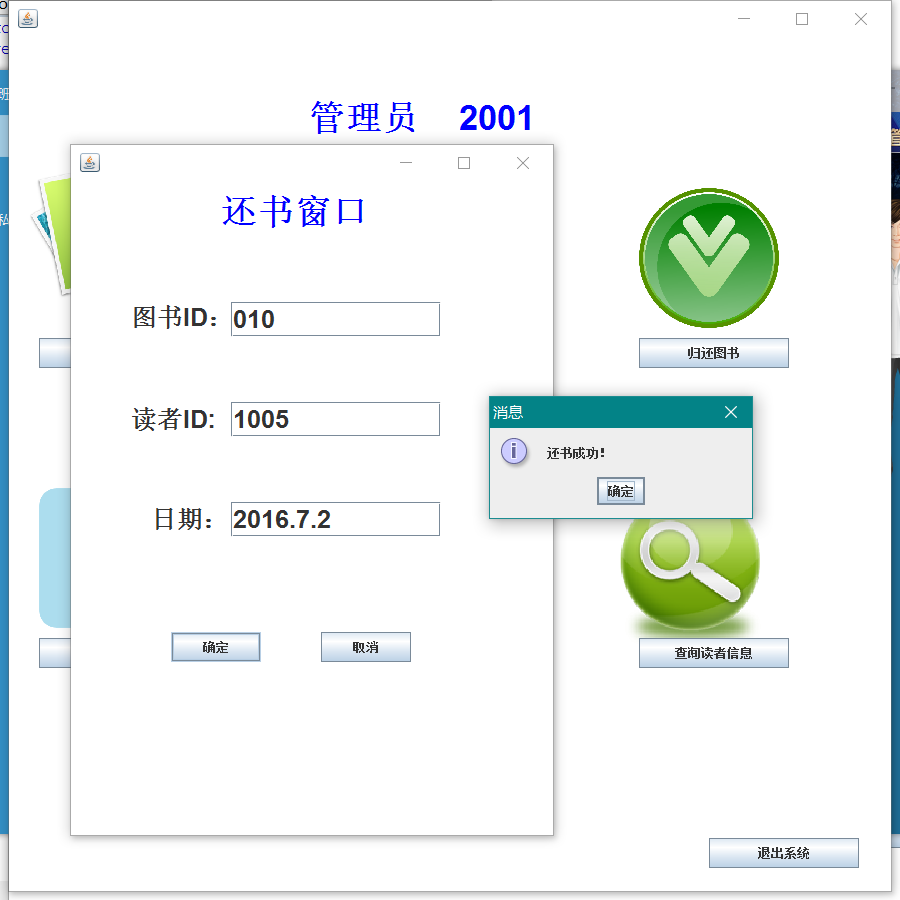 管理员 2001
还书窗口
图书ID： 010
读者ID: 1005
日期： 2016.7.2
确定 取消
归还图书
消息
还书成功!
确定
查询读者信息
退出系统